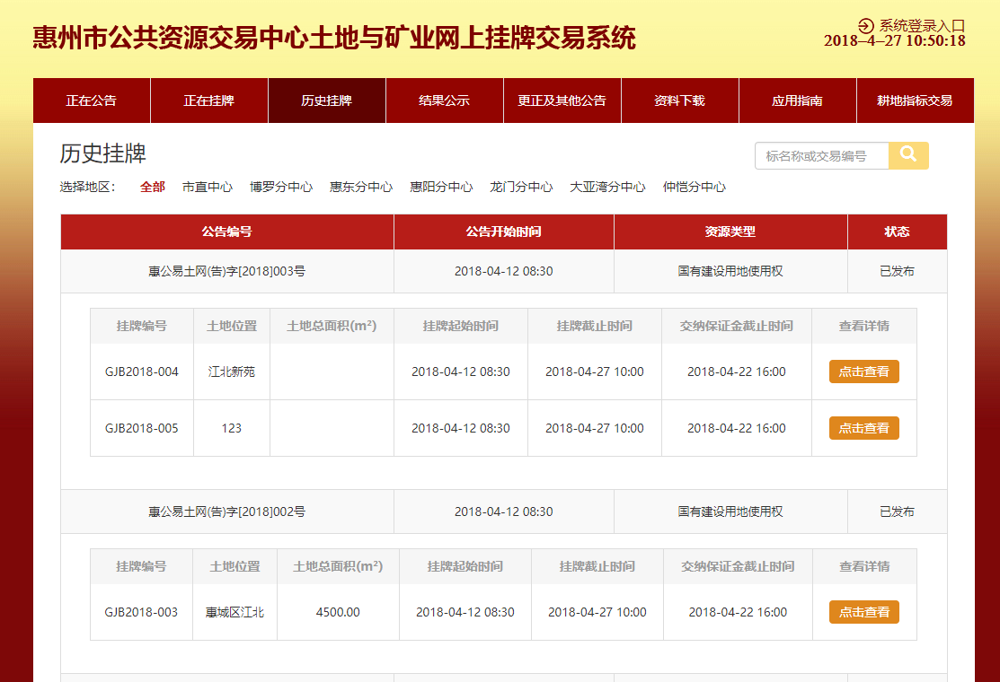 惠州市公共资源交易中心土地与矿业网上挂牌交易系统
系统登录入口
2018–4–27 10:50:18
正在公告 正在挂牌 历史挂牌 结果公示 更正及其他公告 资料下载 应用指南 耕地指标交易
历史挂牌
标名称或交易编号
选择地区： 全部 市直中心 博罗分中心 惠东分中心 惠阳分中心 龙门分中心 大亚湾分中心 仲恺分中心
公告编号 公告开始时间 资源类型 状态
惠公易土网(告)字[2018]003号 2018-04-12 08:30 国有建设用地使用权 已发布
挂牌编号 土地位置 土地总面积(m²) 挂牌起始时间 挂牌截止时间 交纳保证金截止时间 查看详情
GJB2018-004 江北新苑 2018-04-12 08:30 2018-04-27 10:00 2018-04-22 16:00 点击查看
GJB2018-005 123 2018-04-12 08:30 2018-04-27 10:00 2018-04-22 16:00 点击查看
惠公易土网(告)字[2018]002号 2018-04-12 08:30 国有建设用地使用权 已发布
挂牌编号 土地位置 土地总面积(m²) 挂牌起始时间 挂牌截止时间 交纳保证金截止时间 查看详情
GJB2018-003 惠城区江北 4500.00 2018-04-12 08:30 2018-04-27 10:00 2018-04-22 16:00 点击查看